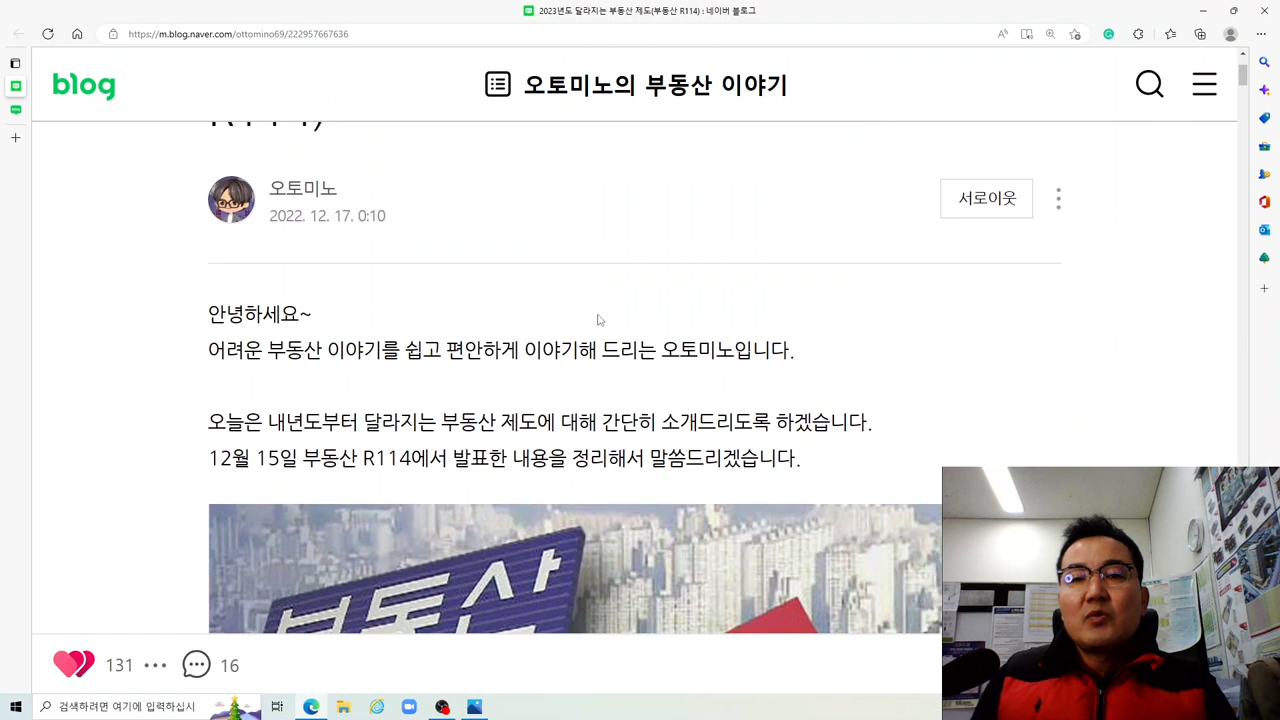 2023년도 달라지는 부동산 제도(부동산 R114) : 네이버 블로그
https://m.blog.naver.com/ottomino69/222957667636
blog
오토미노의 부동산 이야기
R114)
오토미노
2022. 12. 17. 0:10
서로이웃
안녕하세요~
어려운 부동산 이야기를 쉽고 편안하게 이야기해 드리는 오토미노입니다.
오늘은 내년도부터 달라지는 부동산 제도에 대해 간단히 소개드리도록 하겠습니다.
12월 15일 부동산 R114에서 발표한 내용을 정리해서 말씀드리겠습니다.
부동산
131
16
검색하려면 여기에 입력하십시